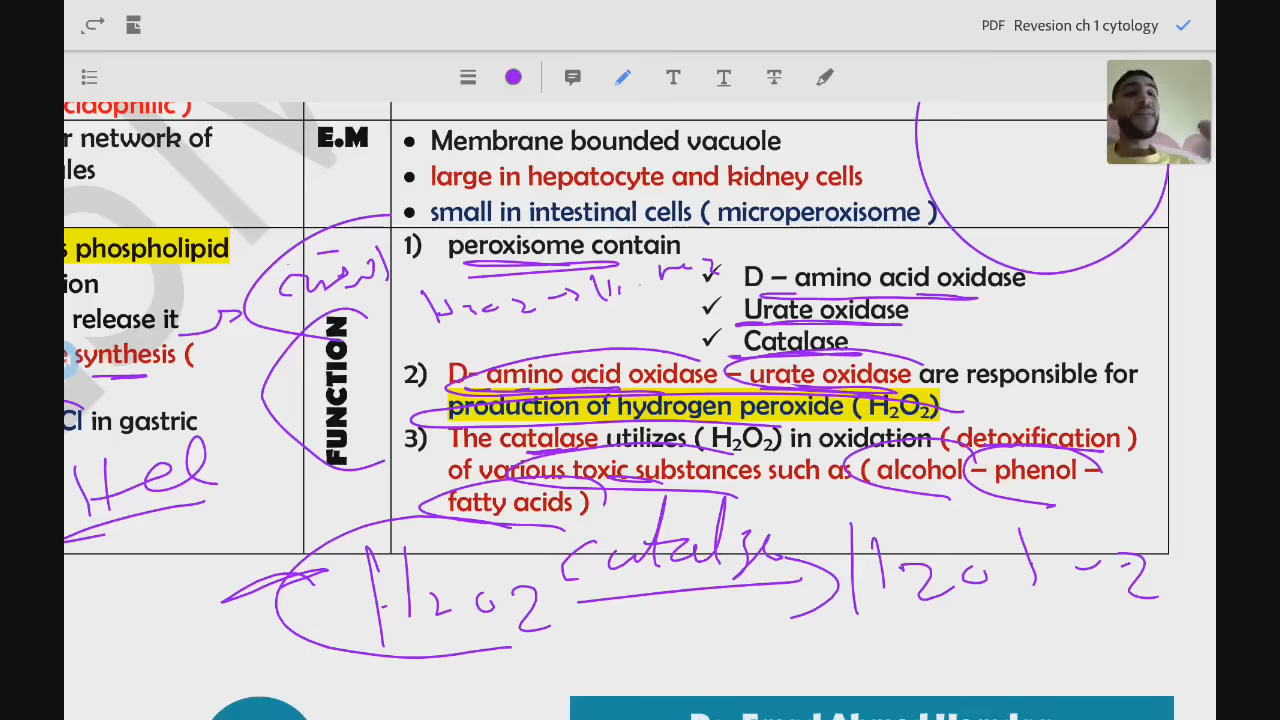 PDF Revesion ch 1 cytology
cidophilic )
r network of
les
E.M
• Membrane bounded vacuole
• large in hepatocyte and kidney cells
• small in intestinal cells ( microperoxisome )
s phospholipid
ion
release it
e synthesis (
Cl in gastric
Hcl
FUNCTION
1) peroxisome contain
✓ D – amino acid oxidase
✓ Urate oxidase
✓ Catalase
2) D- amino acid oxidase – urate oxidase are responsible for
production of hydrogen peroxide ( H₂O₂)
3) The catalase utilizes ( H₂O₂) in oxidation ( detoxification )
of various toxic substances such as ( alcohol – phenol –
fatty acids )
H2O2 catalase H2O